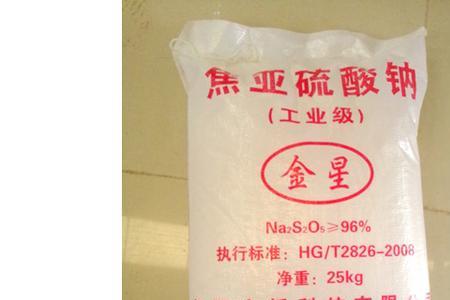 焦亚硫酸钠
(工业级)
金星
Na₂S₂O₅≥96%
执行标准: HG/T2826-2008
净重: 25kg